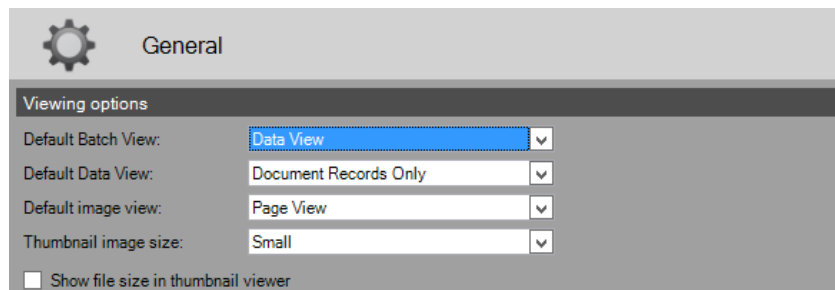 General
Viewing options
Default Batch View: Data View
Default Data View: Document Records Only
Default image view: Page View
Thumbnail image size: Small
Show file size in thumbnail viewer